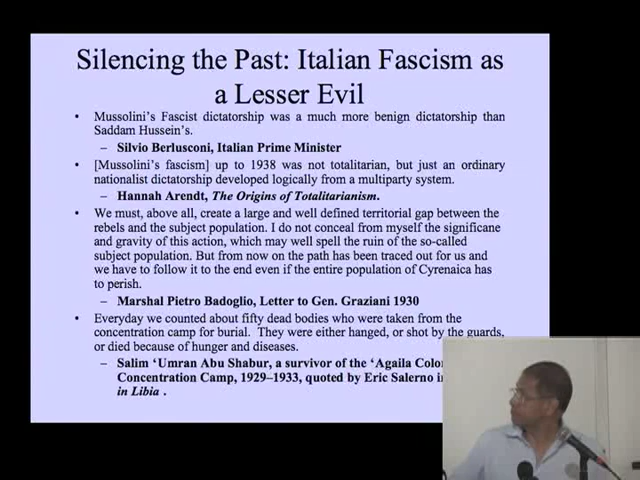 Silencing the Past: Italian Fascism as
a Lesser Evil
• Mussolini's Fascist dictatorship was a much more benign dictatorship than
Saddam Hussein's.
– Silvio Berlusconi, Italian Prime Minister
• [Mussolini's fascism] up to 1938 was not totalitarian, but just an ordinary
nationalist dictatorship developed logically from a multiparty system.
– Hannah Arendt, The Origins of Totalitarianism.
• We must, above all, create a large and well defined territorial gap between the
rebels and the subject population. I do not conceal from myself the significane
and gravity of this action, which may well spell the ruin of the so-called
subject population. But from now on the path has been traced out for us and
we have to follow it to the end even if the entire population of Cyrenaica has
to perish.
– Marshal Pietro Badoglio, Letter to Gen. Graziani 1930
• Everyday we counted about fifty dead bodies who were taken from the
concentration camp for burial. They were either hanged, or shot by the guards,
or died because of hunger and diseases.
– Salim ‘Umran Abu Shabur, a survivor of the ‘Agaila
Concentration Camp, 1929–1933, quoted by Eric Salerno
in Libia .